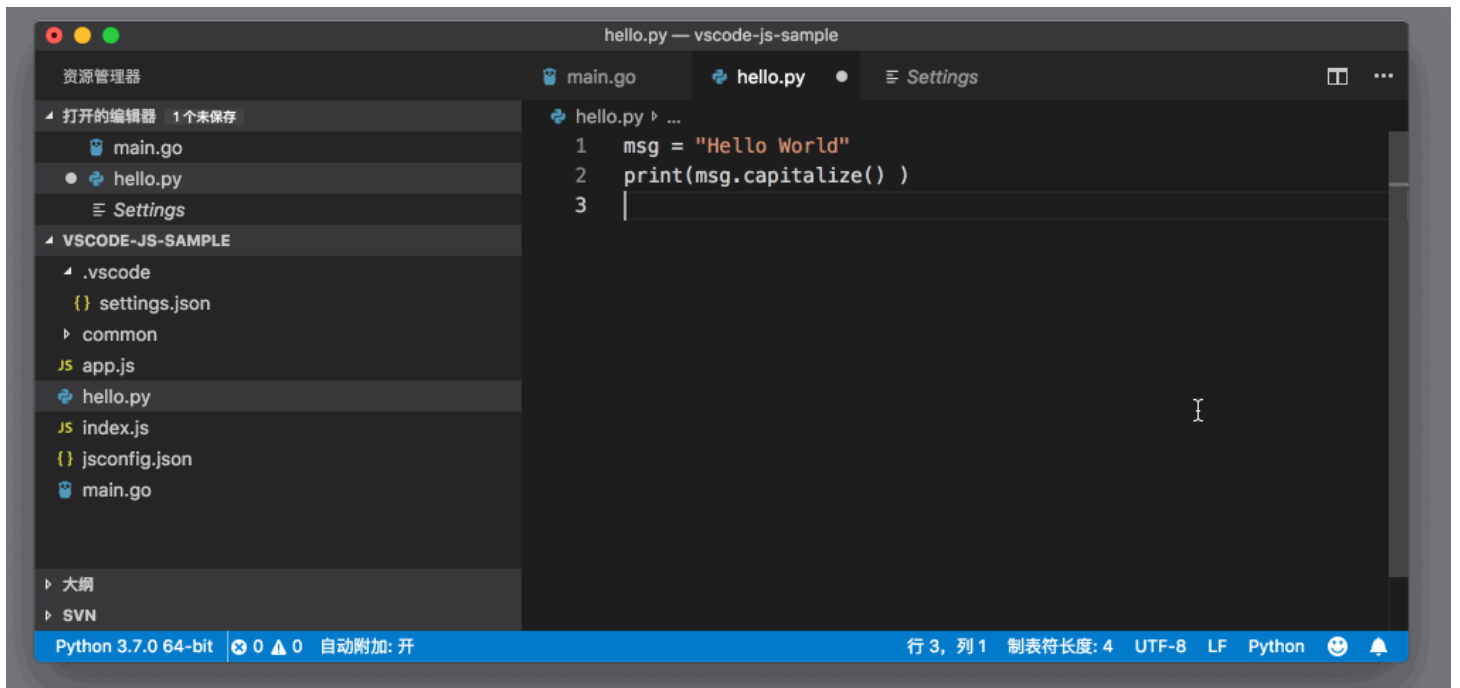 hello.py — vscode-js-sample
资源管理器
main.go
hello.py
Settings
打开的编辑器 1 个未保存
main.go
hello.py
Settings
VSCODE-JS-SAMPLE
.vscode
{} settings.json
common
JS app.js
hello.py
JS index.js
{} jsconfig.json
main.go
大纲
SVN
hello.py ▹ ...
1 msg = "Hello World"
2 print(msg.capitalize() )
3
Python 3.7.0 64-bit 0 0 自动附加: 开 行 3，列 1 制表符长度: 4 UTF-8 LF Python